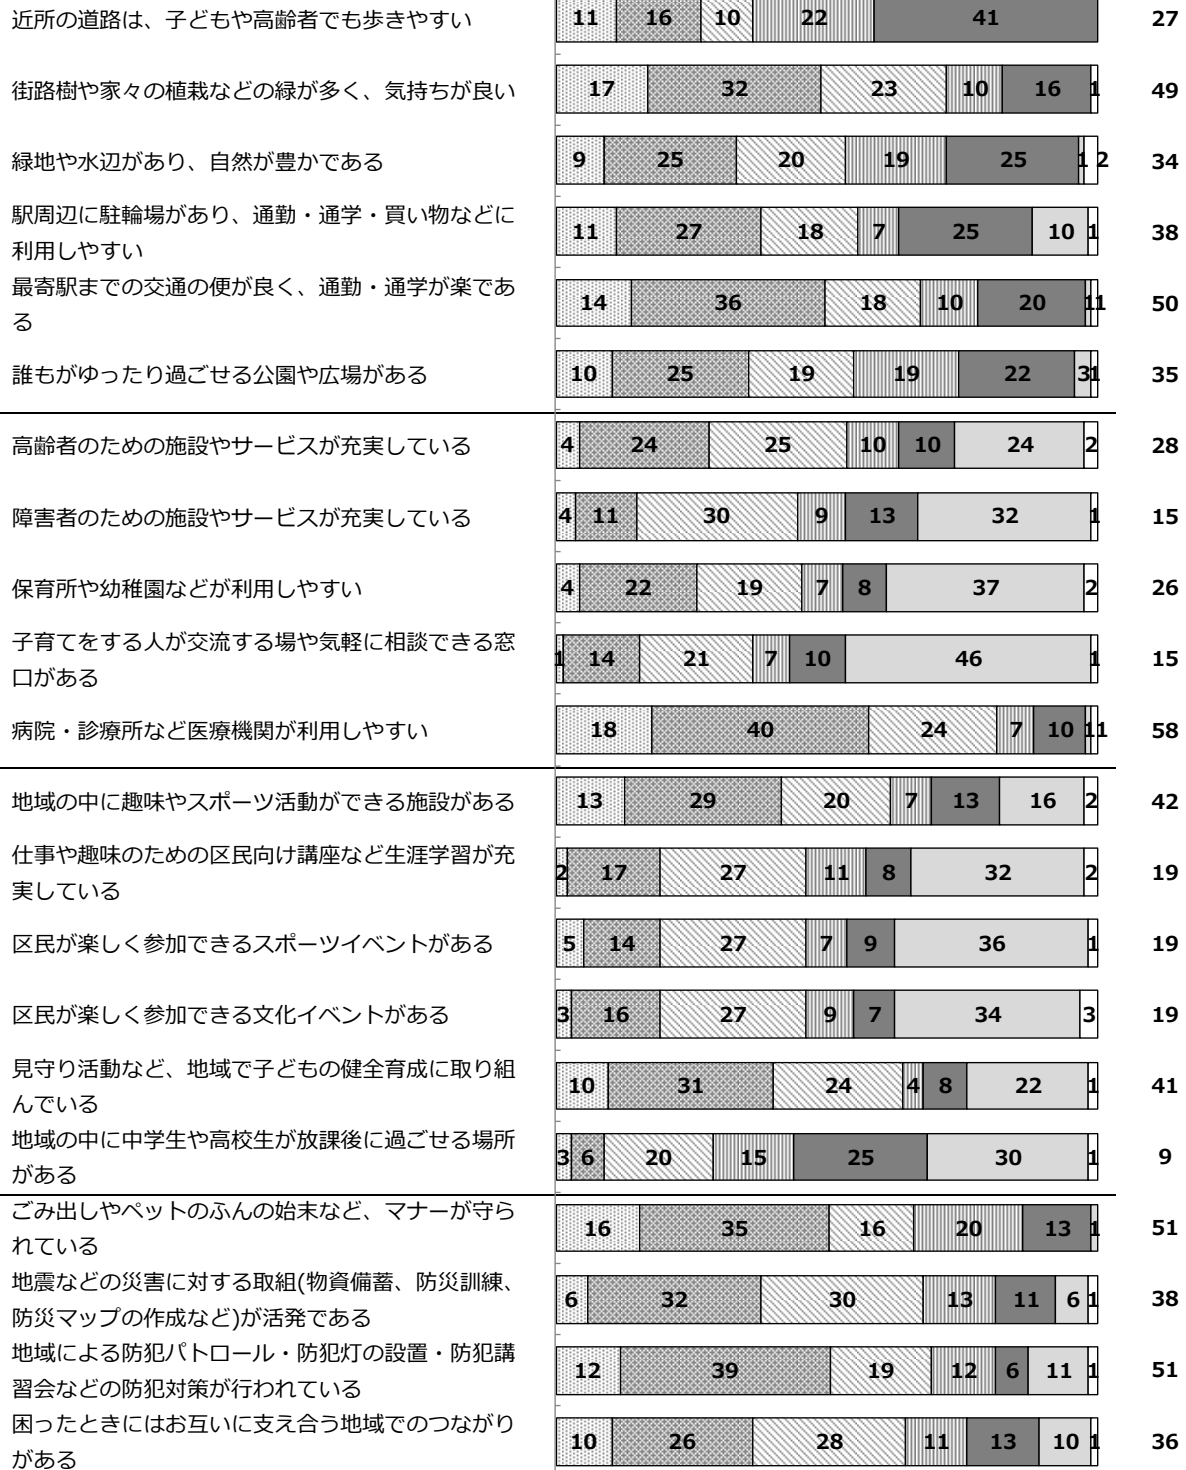 近所の道路は、子どもや高齢者でも歩きやすい 11 16 10 22 41 27
街路樹や家々の植栽などの緑が多く、気持ちが良い 17 32 23 10 16 1 49
緑地や水辺があり、自然が豊かである 9 25 20 19 25 1 2 34
駅周辺に駐輪場があり、通勤・通学・買い物などに
利用しやすい 11 27 18 7 25 10 1 38
最寄駅までの交通の便が良く、通勤・通学が楽であ
る 14 36 18 10 20 1 1 50
誰もがゆったり過ごせる公園や広場がある 10 25 19 19 22 3 1 35
高齢者のための施設やサービスが充実している 4 24 25 10 10 24 2 28
障害者のための施設やサービスが充実している 4 11 30 9 13 32 1 15
保育所や幼稚園などが利用しやすい 4 22 19 7 8 37 2 26
子育てをする人が交流する場や気軽に相談できる窓
口がある 1 14 21 7 10 46 1 15
病院・診療所など医療機関が利用しやすい 18 40 24 7 10 1 1 58
地域の中に趣味やスポーツ活動ができる施設がある 13 29 20 7 13 16 2 42
仕事や趣味のための区民向け講座など生涯学習が充
実している 2 17 27 11 8 32 2 19
区民が楽しく参加できるスポーツイベントがある 5 14 27 7 9 36 1 19
区民が楽しく参加できる文化イベントがある 3 16 27 9 7 34 3 19
見守り活動など、地域で子どもの健全育成に取り組
んでいる 10 31 24 4 8 22 1 41
地域の中に中学生や高校生が放課後に過ごせる場所
がある 3 6 20 15 25 30 1 9
ごみ出しやペットのふんの始末など、マナーが守ら
れている 16 35 16 20 13 1 51
地震などの災害に対する取組(物資備蓄、防災訓練、
防災マップの作成など)が活発である 6 32 30 13 11 6 1 38
地域による防犯パトロール・防犯灯の設置・防犯講
習会などの防犯対策が行われている 12 39 19 12 6 11 1 51
困ったときにはお互いに支え合う地域でのつながり
がある 10 26 28 11 13 10 1 36